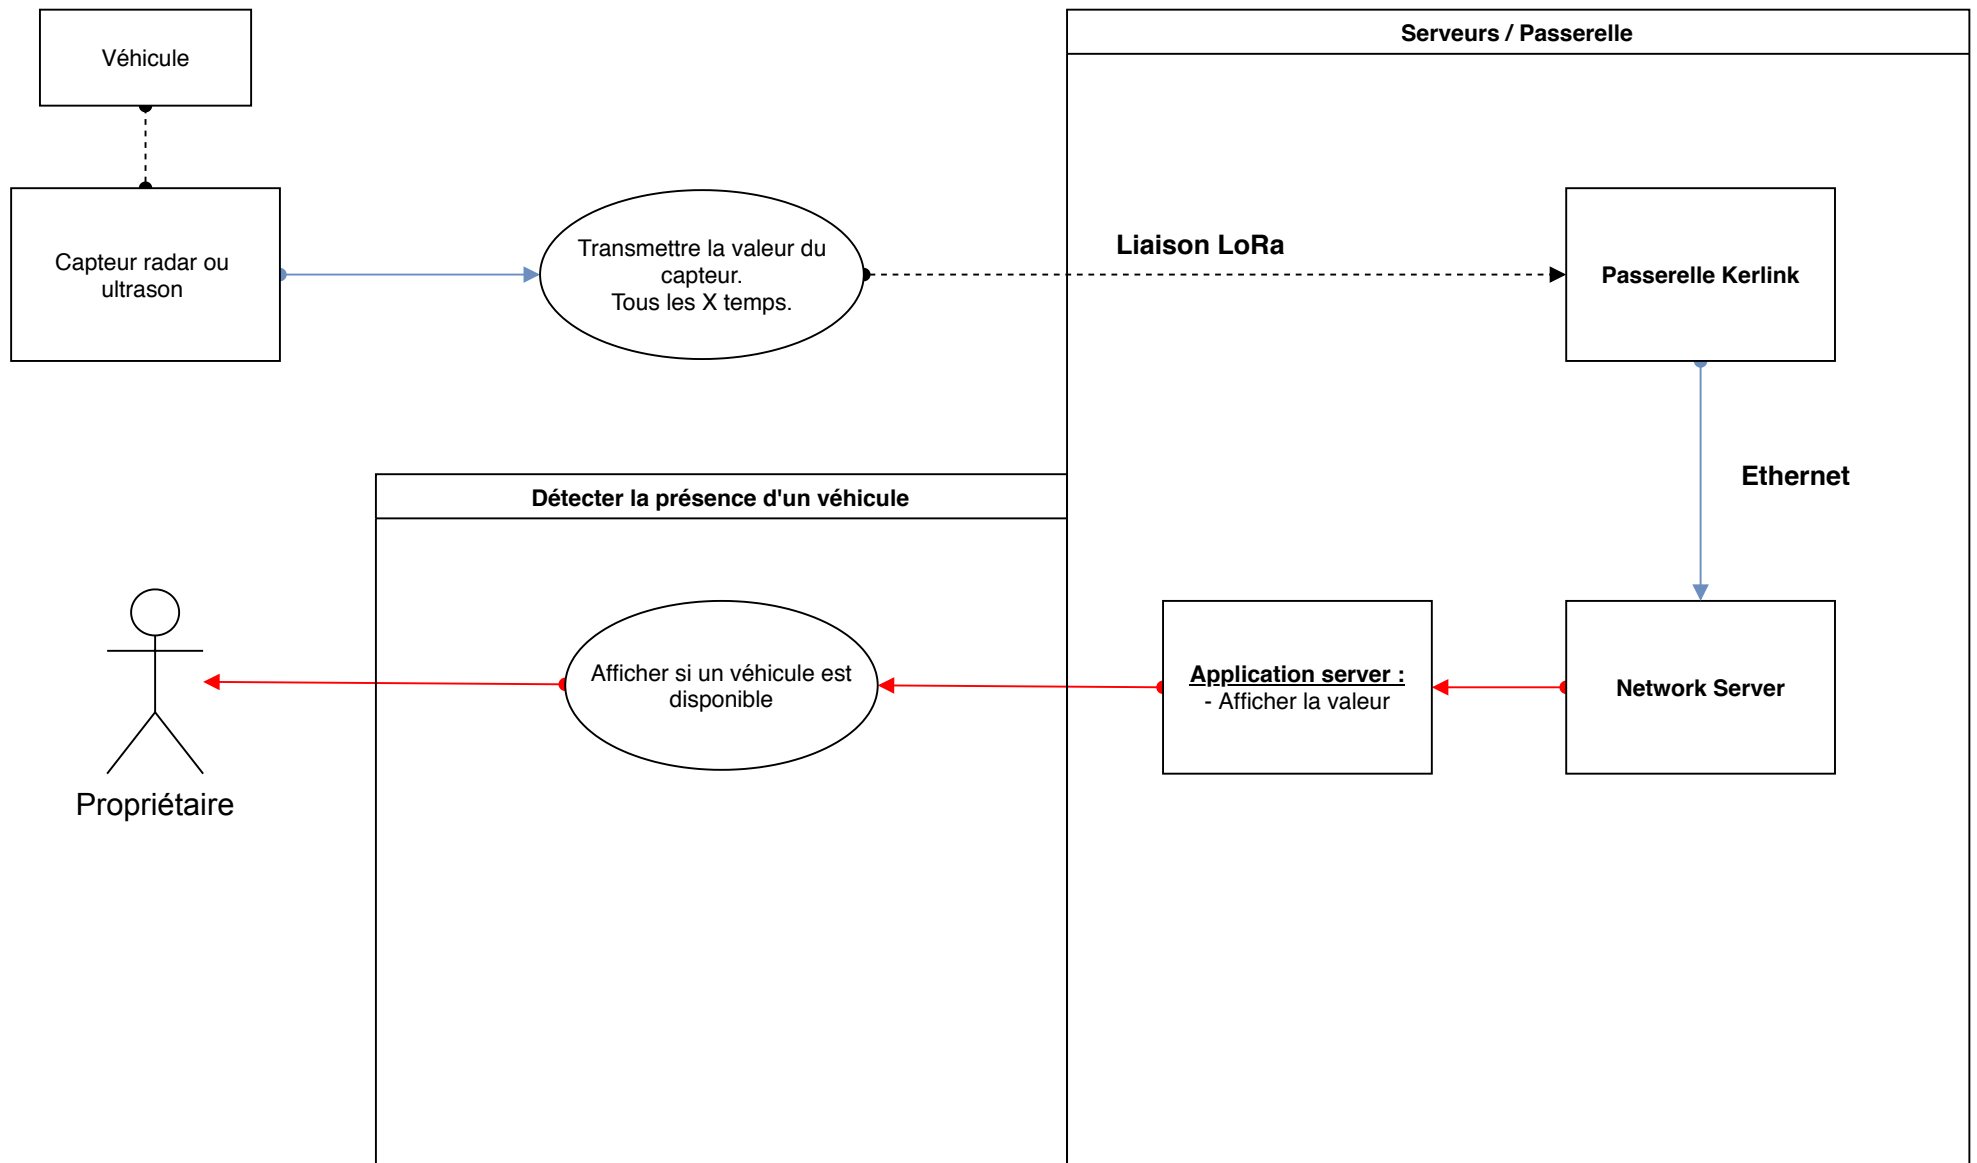 Véhicule
Serveurs / Passerelle
Capteur radar ou
ultrason
Transmettre la valeur du
capteur.
Tous les X temps.
Liaison LoRa
Passerelle Kerlink
Ethernet
Détecter la présence d'un véhicule
Afficher si un véhicule est
disponible
Application server :
- Afficher la valeur
Network Server
Propriétaire